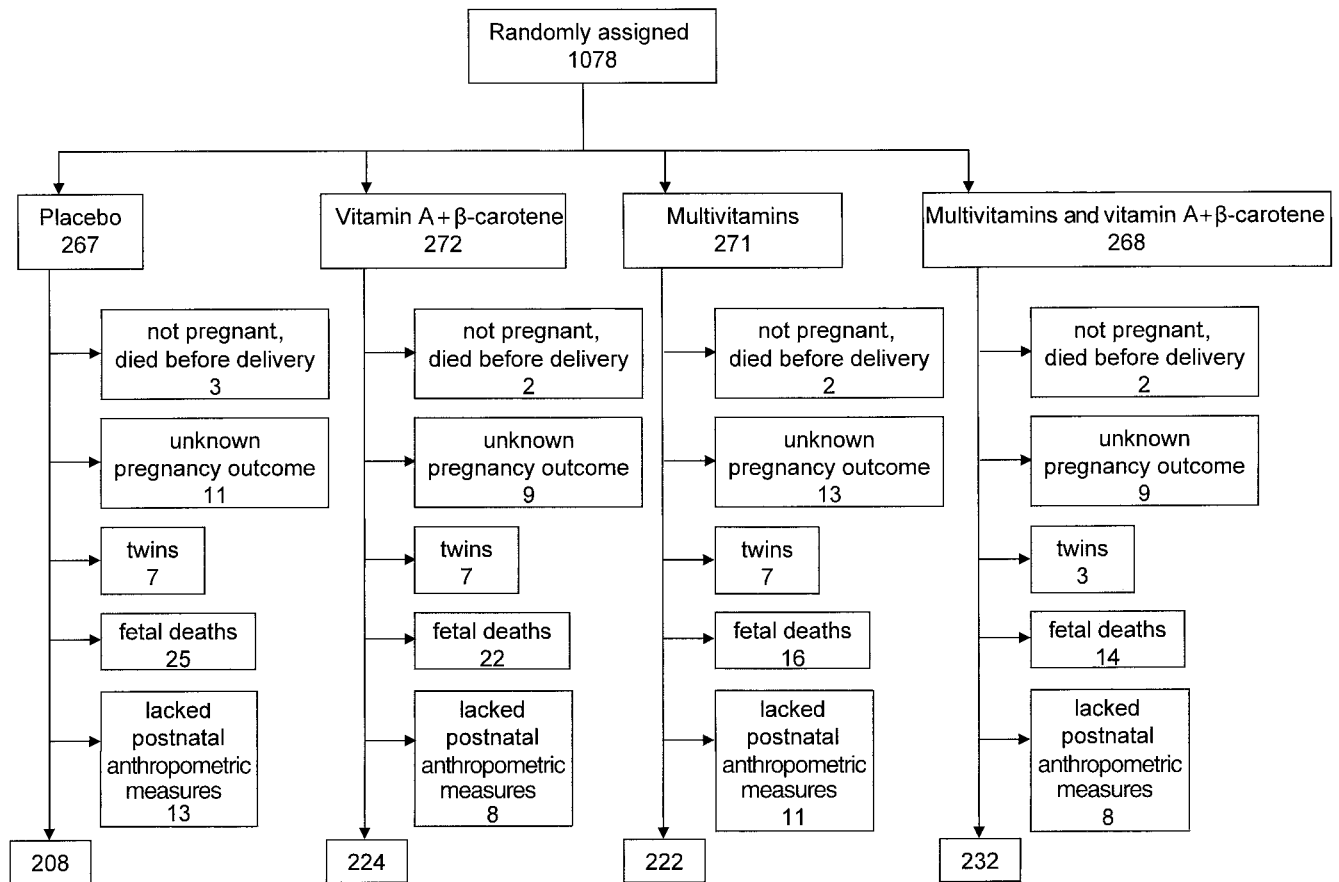 Randomly assigned
1078
Placebo
267
Vitamin A+β-carotene
272
Multivitamins
271
Multivitamins and vitamin A+β-carotene
268
not pregnant,
died before delivery
3
not pregnant,
died before delivery
2
not pregnant,
died before delivery
2
not pregnant,
died before delivery
2
unknown
pregnancy outcome
11
unknown
pregnancy outcome
9
unknown
pregnancy outcome
13
unknown
pregnancy outcome
9
twins
7
twins
7
twins
7
twins
3
fetal deaths
25
fetal deaths
22
fetal deaths
16
fetal deaths
14
lacked
postnatal
anthropometric
measures
13
lacked
postnatal
anthropometric
measures
8
lacked
postnatal
anthropometric
measures
11
lacked
postnatal
anthropometric
measures
8
208
224
222
232